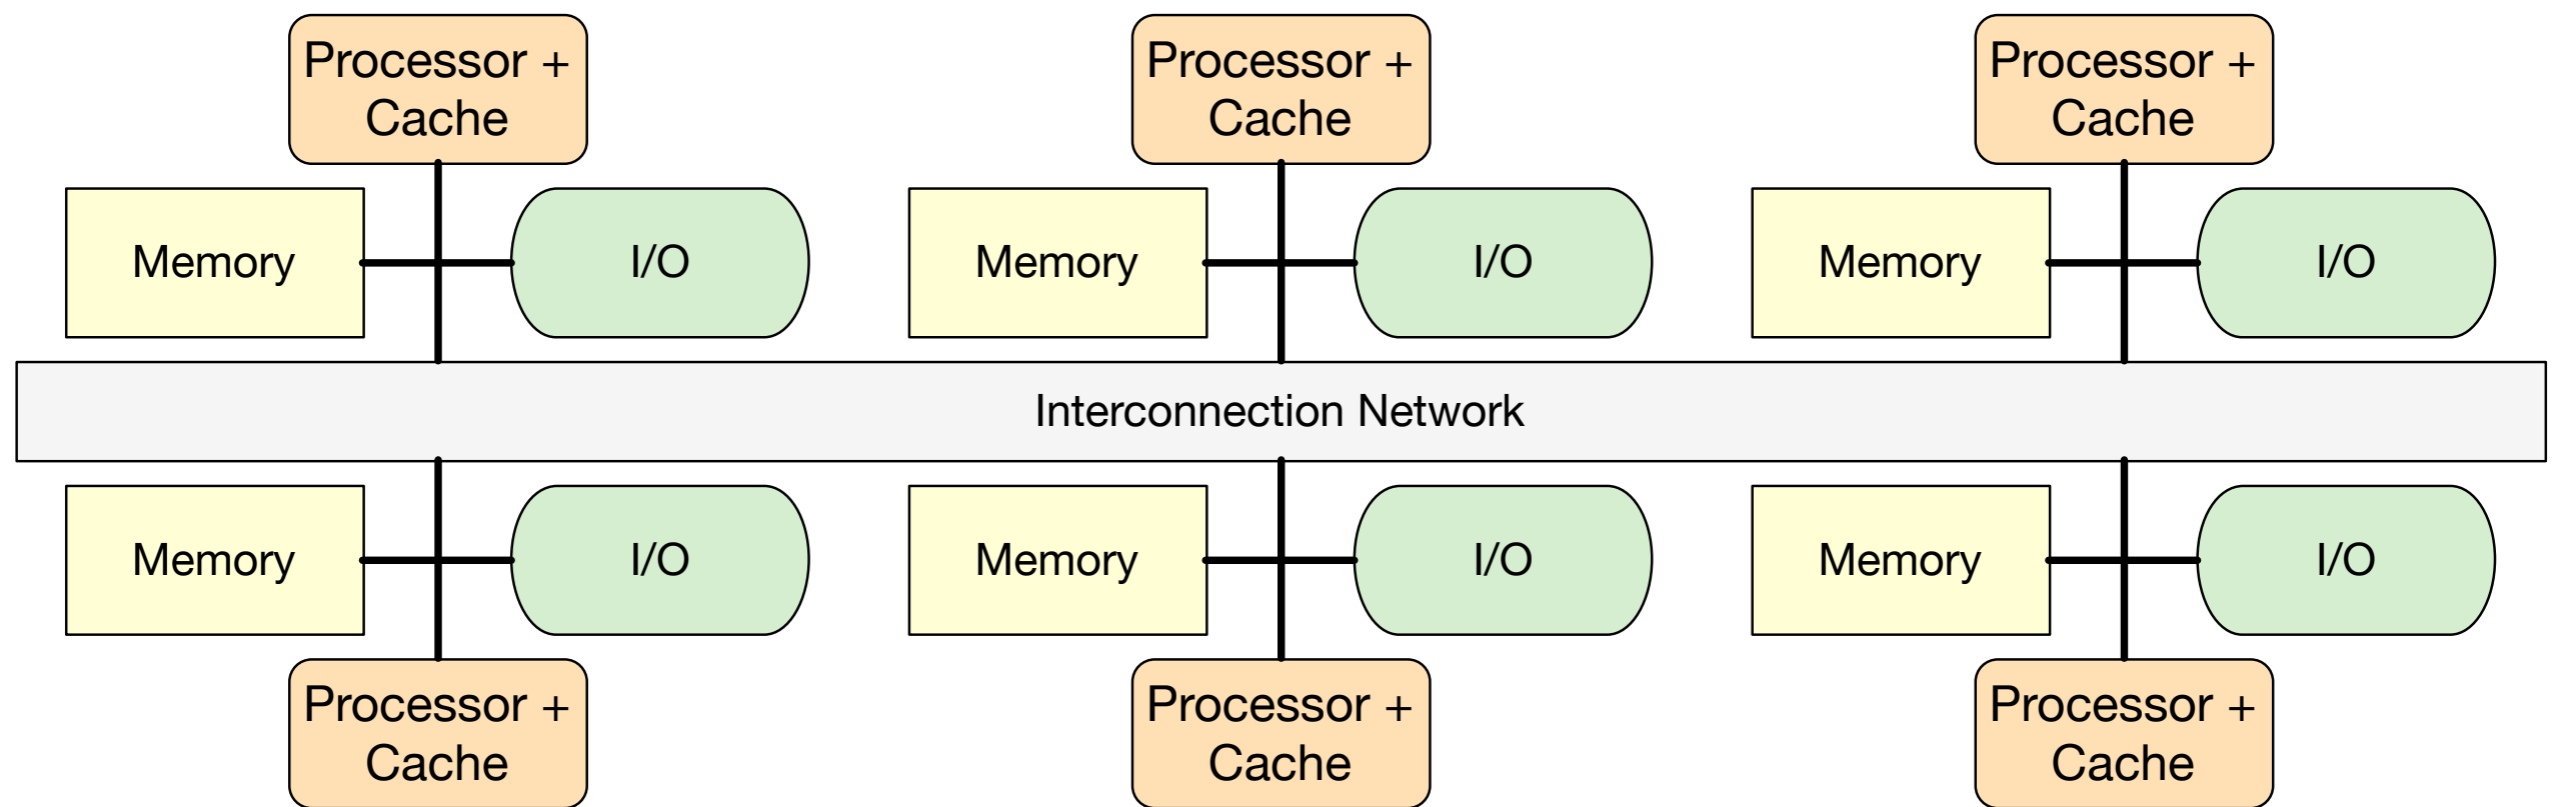 Processor +
Cache
Processor +
Cache
Processor +
Cache
Memory
I/O
Memory
I/O
Memory
I/O
Interconnection Network
Memory
I/O
Memory
I/O
Memory
I/O
Processor +
Cache
Processor +
Cache
Processor +
Cache